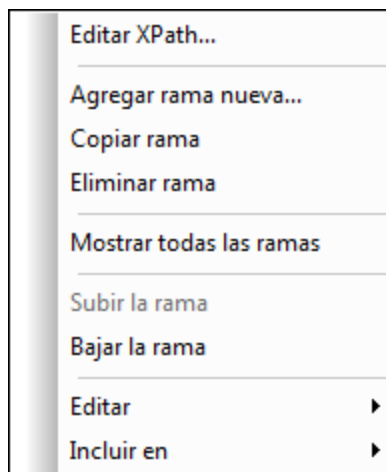 Editar XPath...
Agregar rama nueva...
Copiar rama
Eliminar rama
Mostrar todas las ramas
Subir la rama
Bajar la rama
Editar
Incluir en